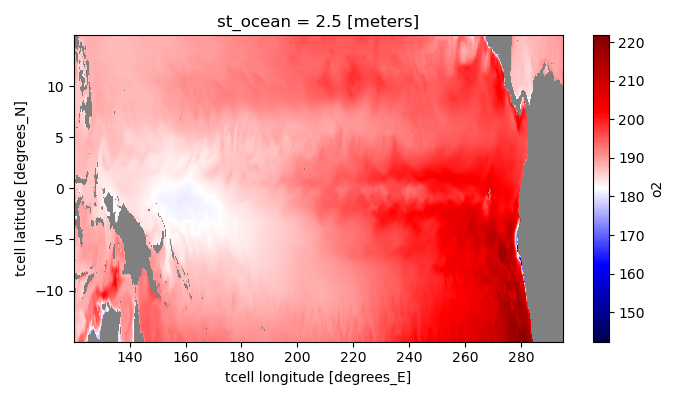 st_ocean = 2.5 [meters]
10
5
0
−5
−10
tcell latitude [degrees_N]
140 160 180 200 220 240 260 280
tcell longitude [degrees_E]
220
210
200
190
180
170
160
150
o2